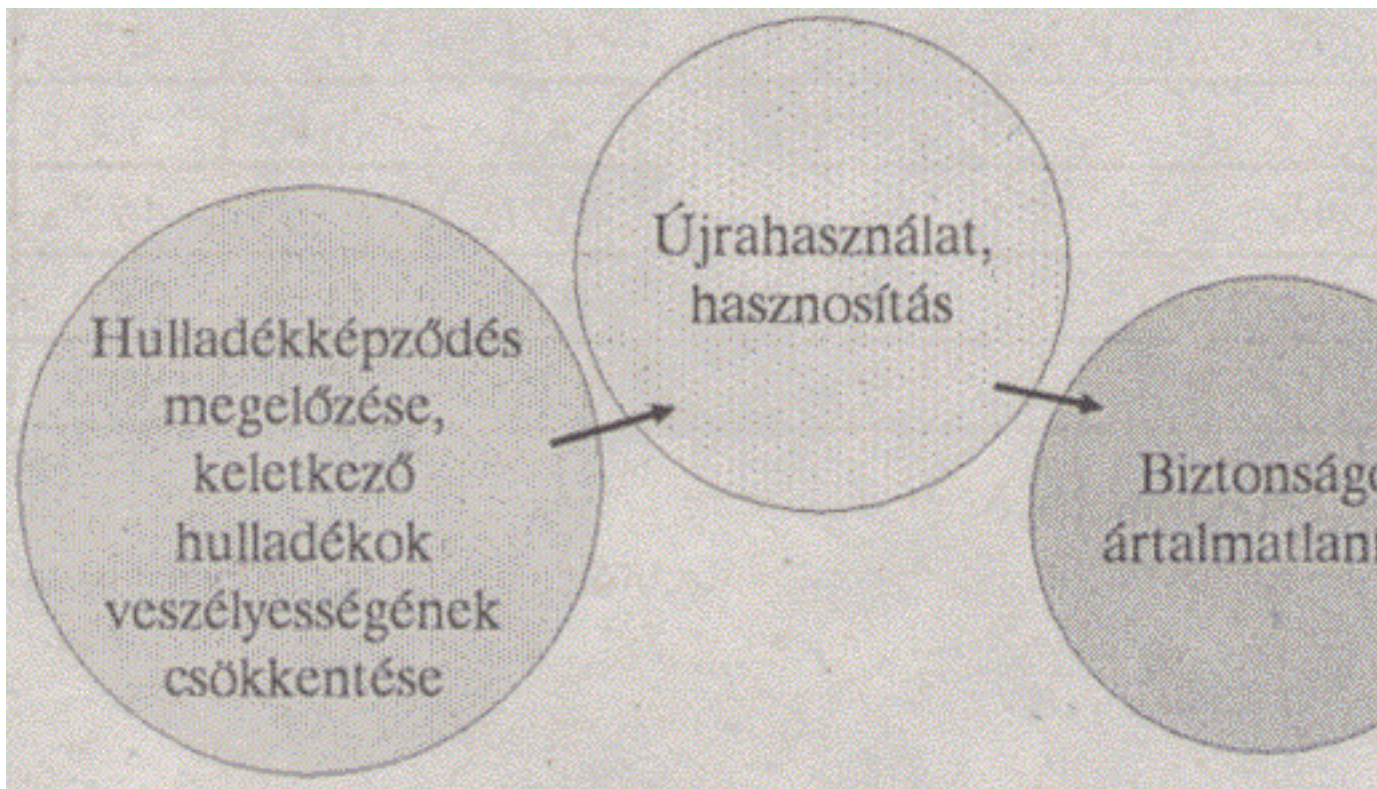 Hulladékképződés
megelőzése,
keletkező
hulladékok
veszélyességének
csökkentése
Újrahasználat,
hasznosítás